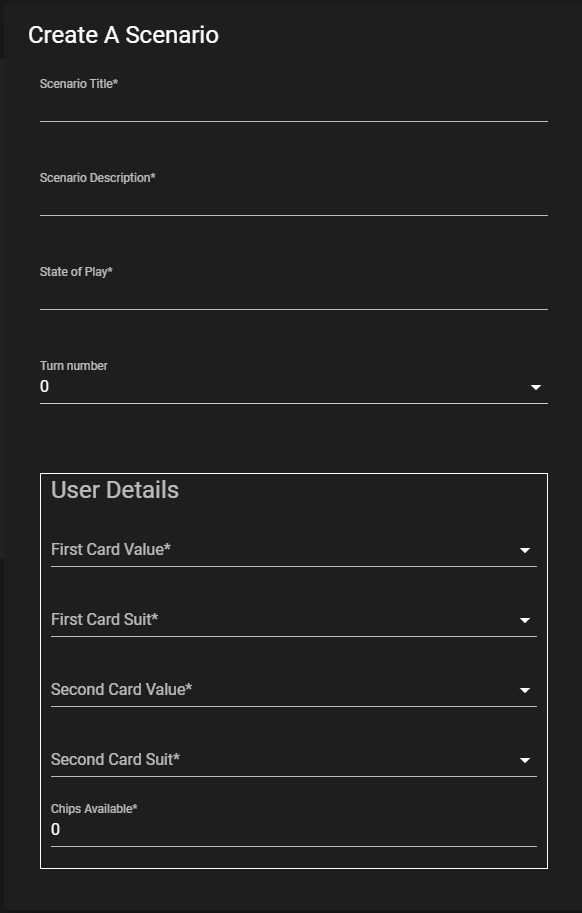 Create A Scenario
Scenario Title*
Scenario Description*
State of Play*
Turn number
0
User Details
First Card Value*
First Card Suit*
Second Card Value*
Second Card Suit*
Chips Available*
0